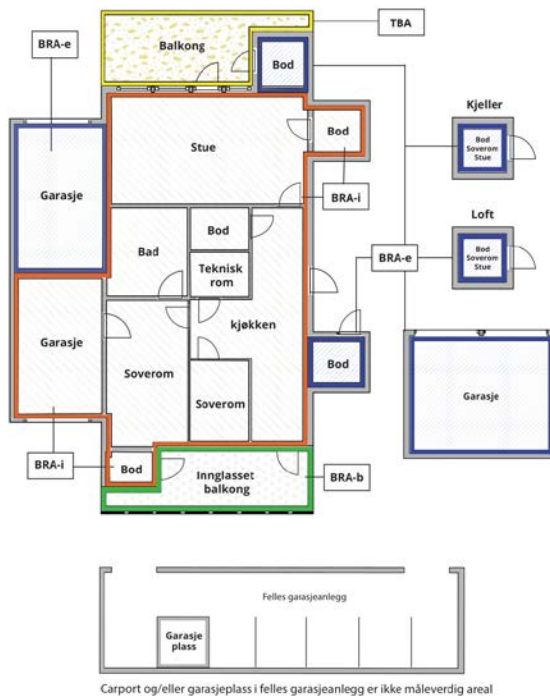 TBA
Balkong
BRA-e
Bod
Kjeller
Bod
Soverom
Stue
Bod
Stue
BRA-i
Garasje
Loft
Bod
Bad
BRA-e
Bod
Soverom
Stue
Teknisk
rom
kjøkken
Garasje
Bod
Garasje
Soverom
Soverom
BRA-i
Bod
Innglasset
balkong
BRA-b
Felles garasjeanlegg
Garasje
plass
Carport og/eller garasjeplass i felles garasjeanlegg er ikke måleverdig areal